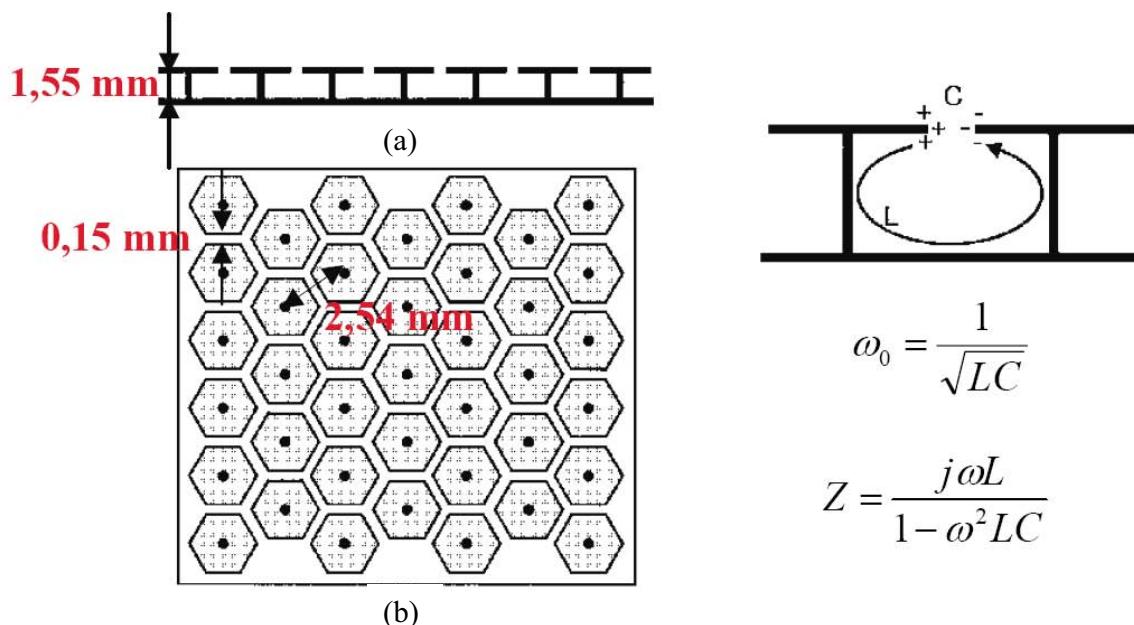 1,55 mm
(a)
0,15 mm
2,54 mm
(b)
C
+ -
+ -
+ -
L
ω₀ = 1 / √LC
Z = jωL / 1 − ω²LC